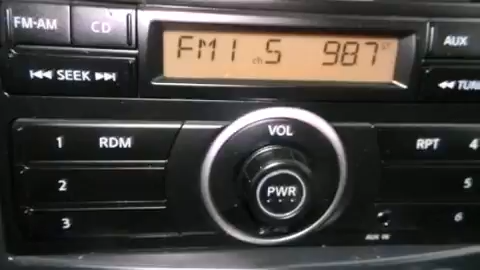 FM-AM CD FM1 ch 5 987 ST AUX
SEEK TUN
VOL
1 RDM RPT 4
2 PWR 5
3 6
AUX IN